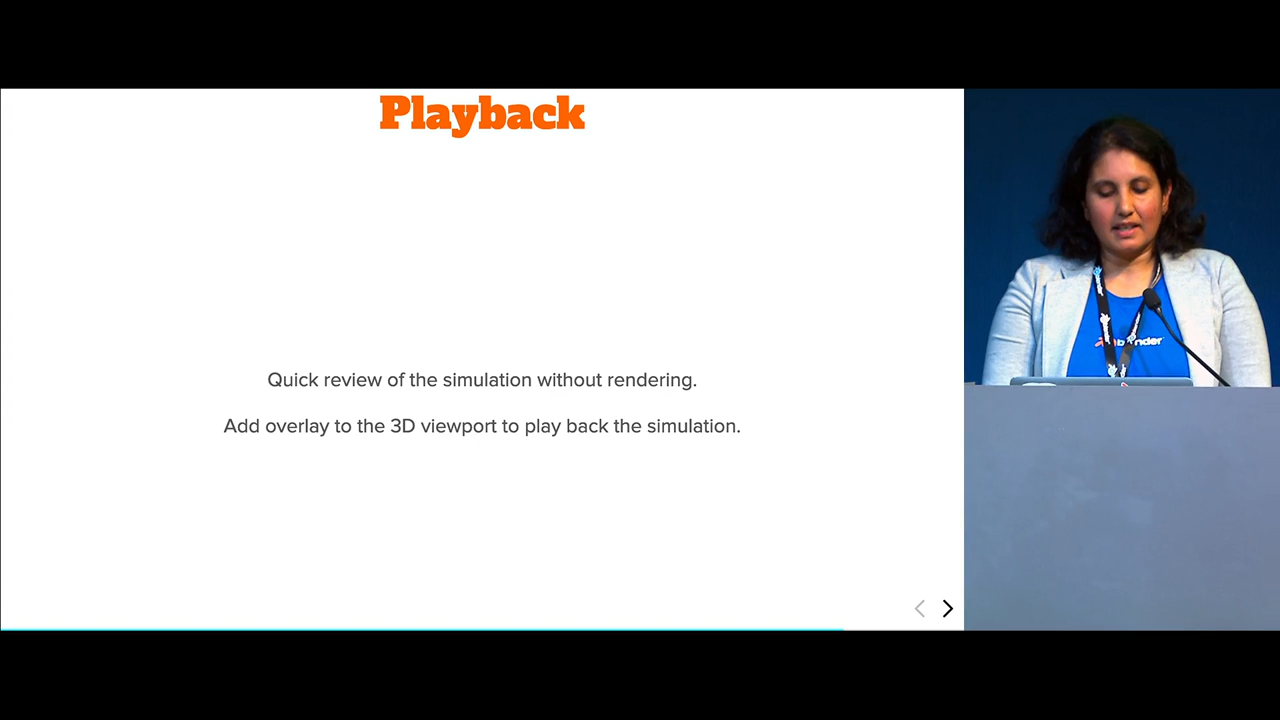 Playback
Quick review of the simulation without rendering.
Add overlay to the 3D viewport to play back the simulation.